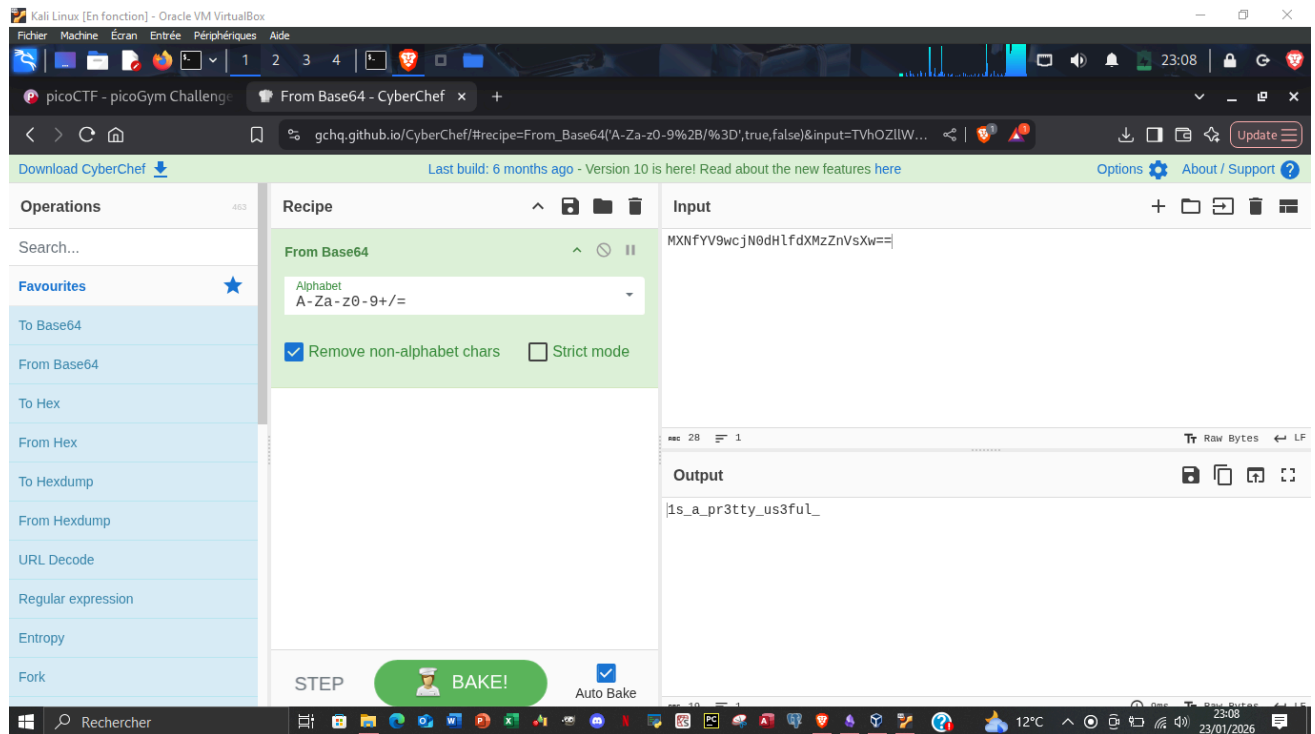 Kali Linux [En fonction] - Oracle VM VirtualBox
Fichier Machine Écran Entrée Périphériques Aide
1 2 3 4 23:08
picoCTF - picoGym Challenge From Base64 - CyberChef × +
gchq.github.io/CyberChef/#recipe=From_Base64('A-Za-z0-9%2B/%3D',true,false)&input=TVhOZllW... Update
Download CyberChef Last build: 6 months ago - Version 10 is here! Read about the new features here Options About / Support
Operations 463 Recipe Input
Search...
From Base64
MXNfYV9wcjN0dHlfdXMzZnVsXw==
Favourites
Alphabet
A-Za-z0-9+/=
To Base64
Remove non-alphabet chars Strict mode
From Base64
To Hex
From Hex
28 1 Raw Bytes LF
To Hexdump
Output
From Hexdump
1s_a_pr3tty_us3ful_
URL Decode
Regular expression
Entropy
Fork
STEP BAKE! Auto Bake
Rechercher 12°C 23:08
23/01/2026